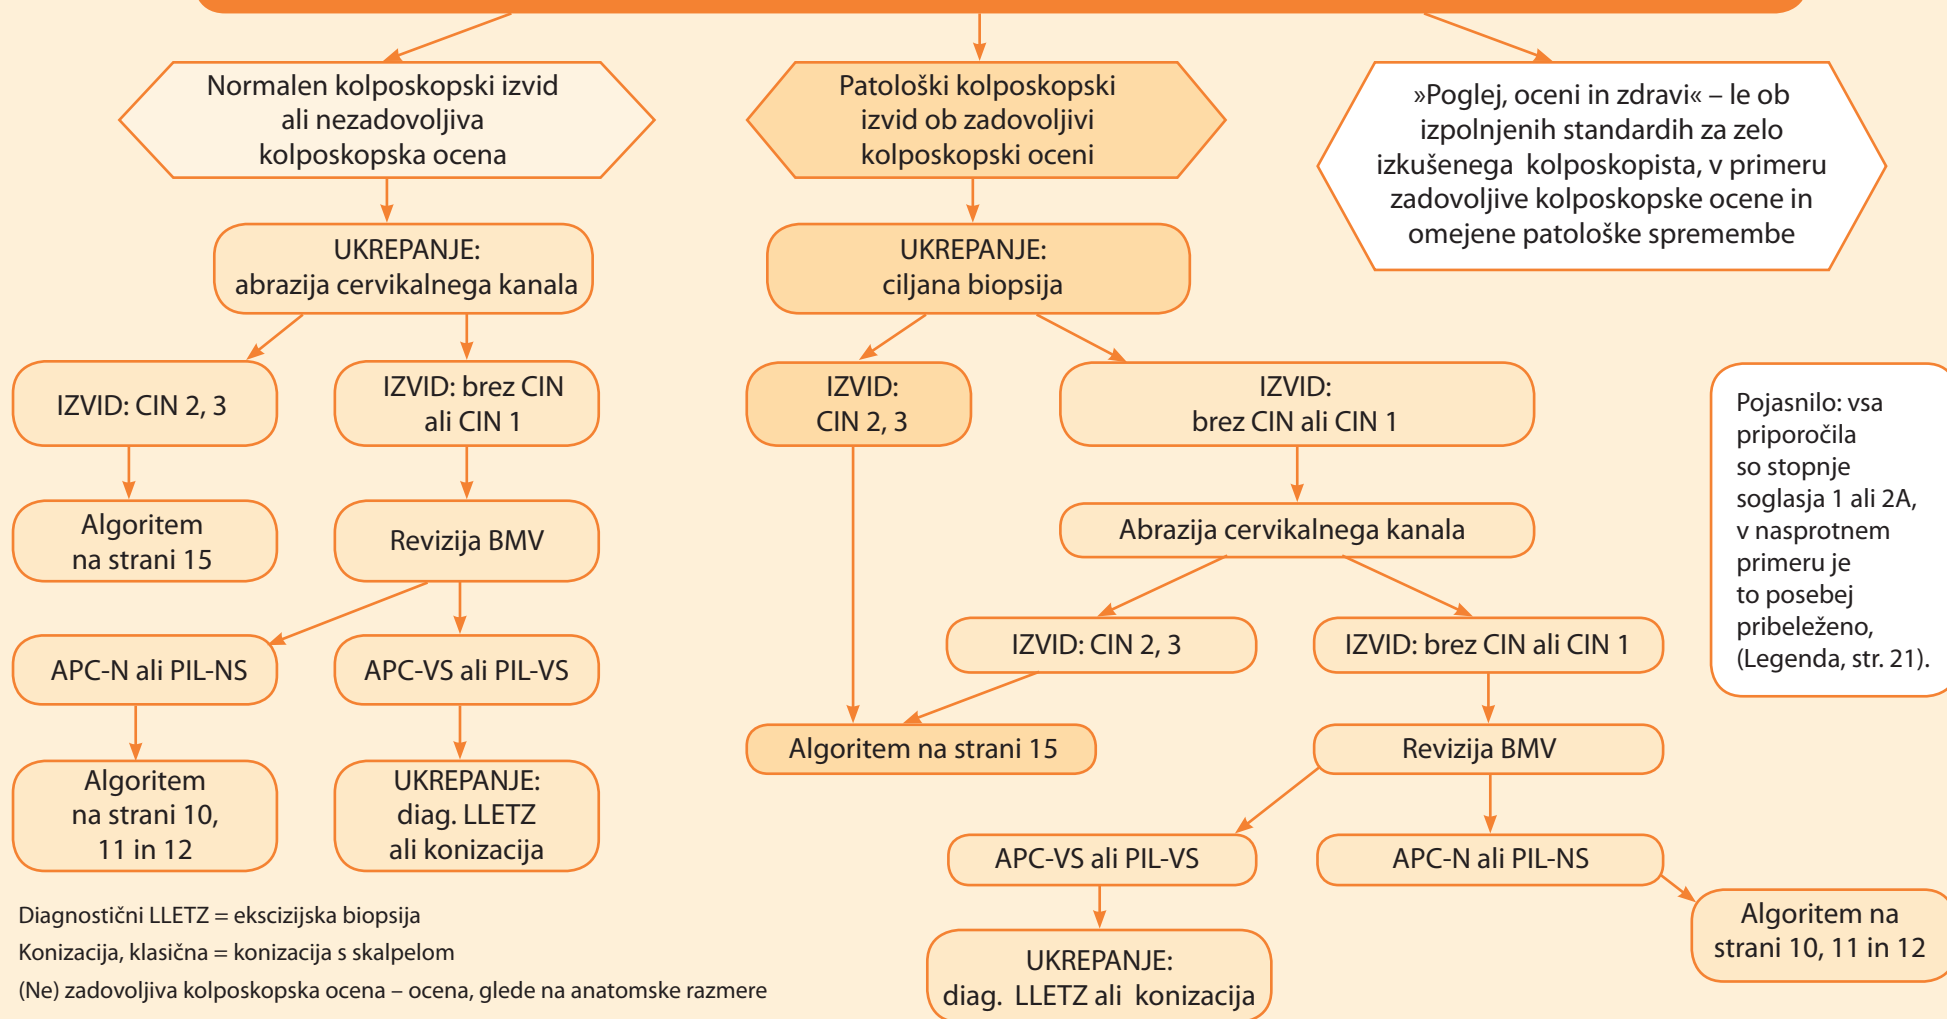 Normalen kolposkopski izvid
ali nezadovoljiva
kolposkopska ocena
Patološki kolposkopski
izvid ob zadovoljivi
kolposkopski oceni
»Poglej, oceni in zdravi« – le ob
izpolnjenih standardih za zelo
izkušenega kolposkopista, v primeru
zadovoljive kolposkopske ocene in
omejene patološke spremembe
UKREPANJE:
abrazija cervikalnega kanala
UKREPANJE:
ciljana biopsija
IZVID: CIN 2, 3
IZVID: brez CIN
ali CIN 1
IZVID:
CIN 2, 3
IZVID:
brez CIN ali CIN 1
Pojasnilo: vsa
priporočila
so stopnje
soglasja 1 ali 2A,
v nasprotnem
primeru je
to posebej
pribeleženo,
(Legenda, str. 21).
Algoritem
na strani 15
Revizija BMV
Abrazija cervikalnega kanala
APC-N ali PIL-NS
APC-VS ali PIL-VS
IZVID: CIN 2, 3
IZVID: brez CIN ali CIN 1
Algoritem na strani 15
Revizija BMV
Algoritem
na strani 10,
11 in 12
UKREPANJE:
diag. LLETZ
ali konizacija
APC-VS ali PIL-VS
APC-N ali PIL-NS
Algoritem na
strani 10, 11 in 12
UKREPANJE:
diag. LLETZ ali konizacija
Diagnostični LLETZ = ekscizijska biopsija
Konizacija, klasična = konizacija s skalpelom
(Ne) zadovoljiva kolposkopska ocena – ocena, glede na anatomske razmere